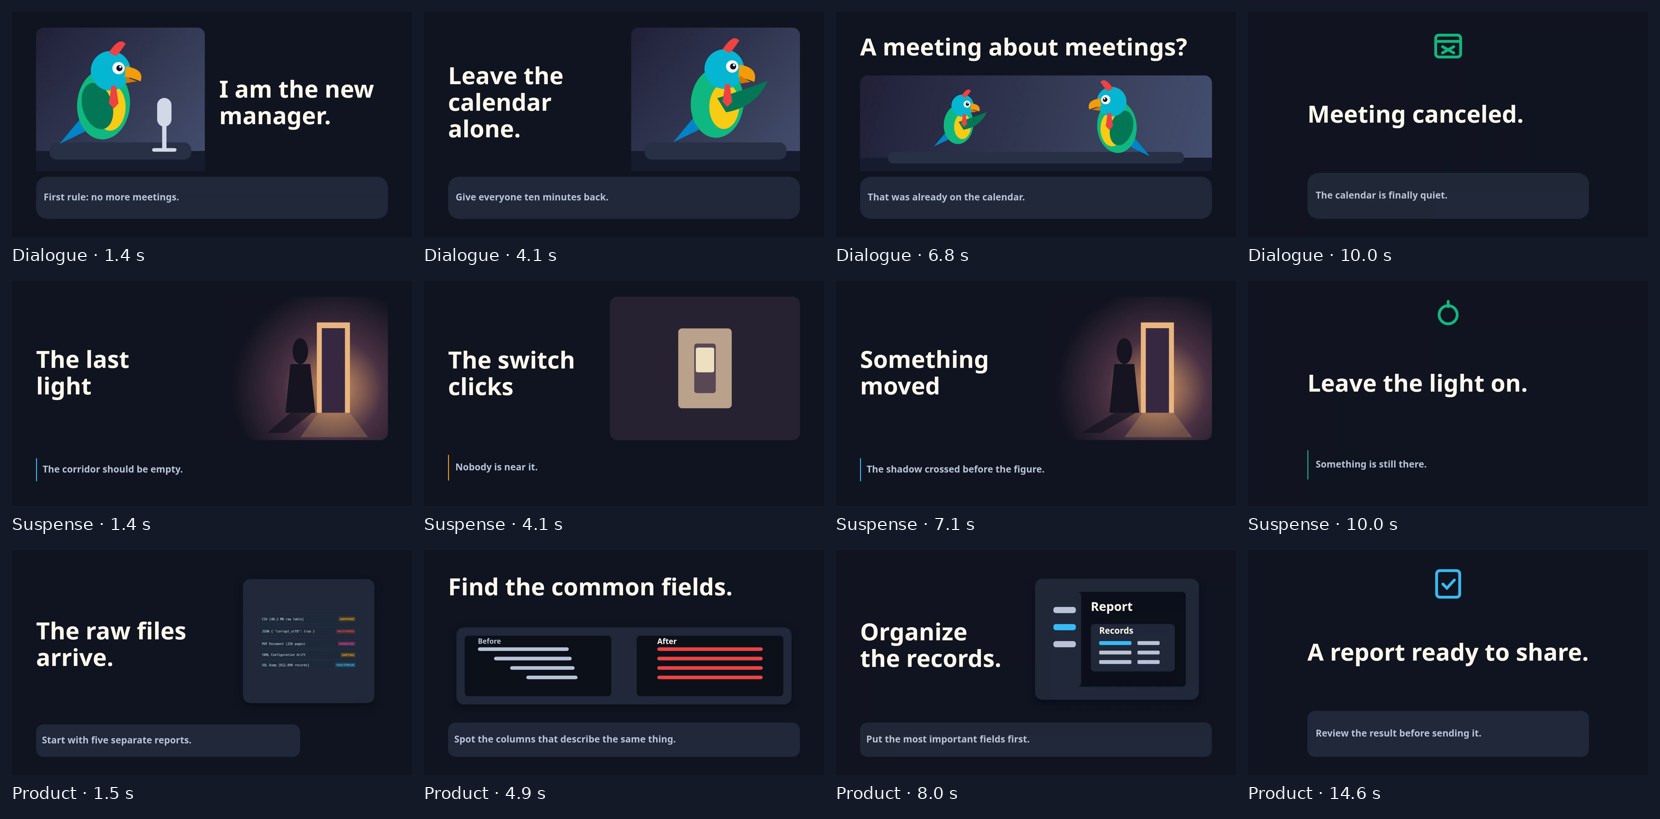 I am the new
manager.
First rule: no more meetings.
Dialogue · 1.4 s
Leave the
calendar
alone.
Give everyone ten minutes back.
Dialogue · 4.1 s
A meeting about meetings?
That was already on the calendar.
Dialogue · 6.8 s
Meeting canceled.
The calendar is finally quiet.
Dialogue · 10.0 s
The last
light
The corridor should be empty.
Suspense · 1.4 s
The switch
clicks
Nobody is near it.
Suspense · 4.1 s
Something
moved
The shadow crossed before the figure.
Suspense · 7.1 s
Leave the light on.
Something is still there.
Suspense · 10.0 s
The raw files
arrive.
Start with five separate reports.
Product · 1.5 s
Find the common fields.
Before
After
Spot the columns that describe the same thing.
Product · 4.9 s
Organize
the records.
Report
Records
Put the most important fields first.
Product · 8.0 s
A report ready to share.
Review the result before sending it.
Product · 14.6 s